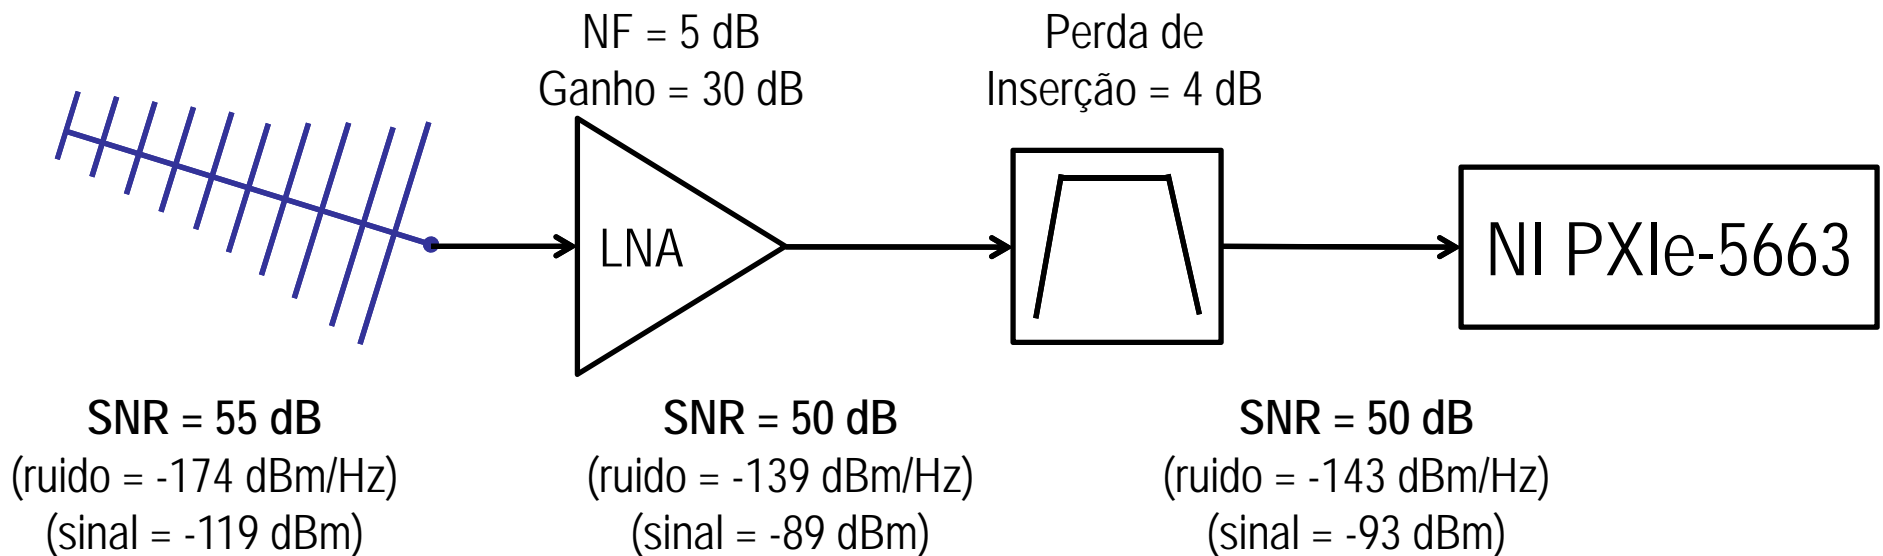 NF = 5 dB
Ganho = 30 dB
Perda de
Inserção = 4 dB
LNA
NI PXIe-5663
SNR = 55 dB
(ruido = -174 dBm/Hz)
(sinal = -119 dBm)
SNR = 50 dB
(ruido = -139 dBm/Hz)
(sinal = -89 dBm)
SNR = 50 dB
(ruido = -143 dBm/Hz)
(sinal = -93 dBm)